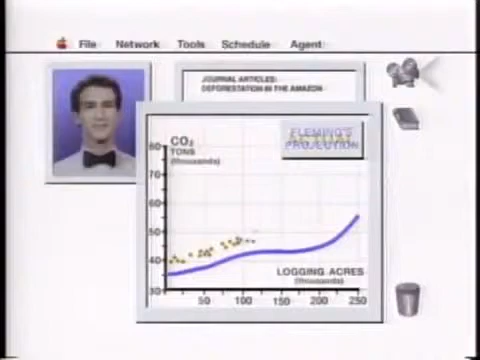 File Network Tools Schedule Agent
JOURNAL ARTICLES:
DEFORESTATION IN THE AMAZON
CO₂
TONS
(thousands)
FLEMING'S
PROJECTION
ACTUAL
80
70
60
50
40
30
LOGGING ACRES
(thousands)
50 100 150 200 250